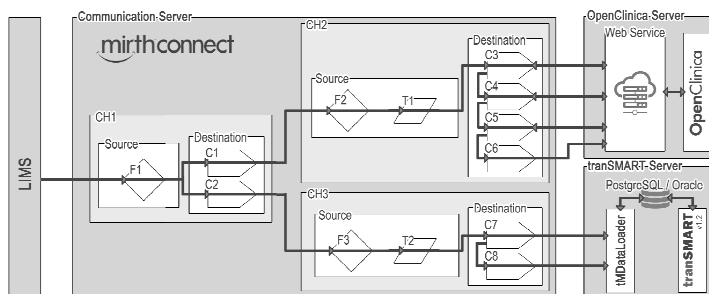 Communication-Server
mirthconnect
LIMS
CH1
Source
F1
Destination
C1
C2
CH2
Source
F2
T1
Destination
C3
C4
C5
C6
CH3
Source
F3
T2
Destination
C7
C8
OpenClinica-Server
Web Service
OpenClinica
tranSMART-Server
PostgreSQL / Oracle
tMDataLoader
tranSMART
v1.2